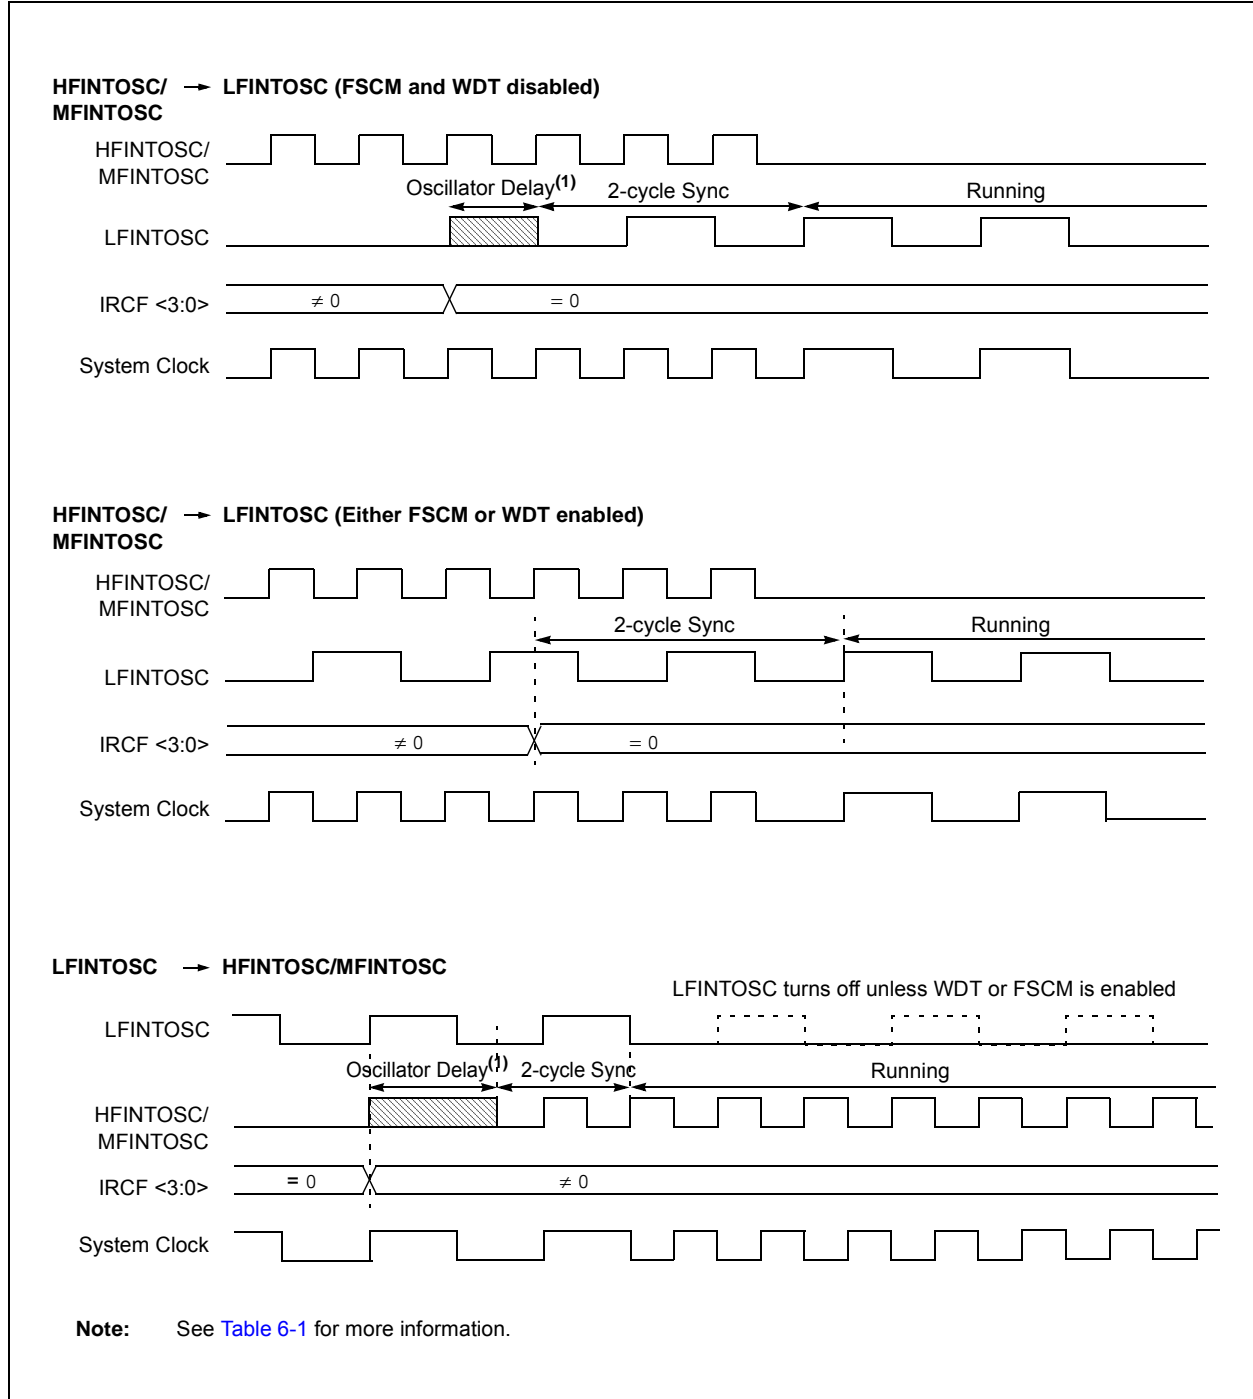 HFINTOSC/ → LFINTOSC (FSCM and WDT disabled)
MFINTOSC
HFINTOSC/
MFINTOSC
Oscillator Delay(1)
2-cycle Sync
Running
LFINTOSC
IRCF <3:0>
≠ 0
= 0
System Clock
HFINTOSC/ → LFINTOSC (Either FSCM or WDT enabled)
MFINTOSC
HFINTOSC/
MFINTOSC
2-cycle Sync
Running
LFINTOSC
IRCF <3:0>
≠ 0
= 0
System Clock
LFINTOSC → HFINTOSC/MFINTOSC
LFINTOSC turns off unless WDT or FSCM is enabled
LFINTOSC
Oscillator Delay(1)
2-cycle Sync
Running
HFINTOSC/
MFINTOSC
IRCF <3:0>
= 0
≠ 0
System Clock
Note: See Table 6-1 for more information.